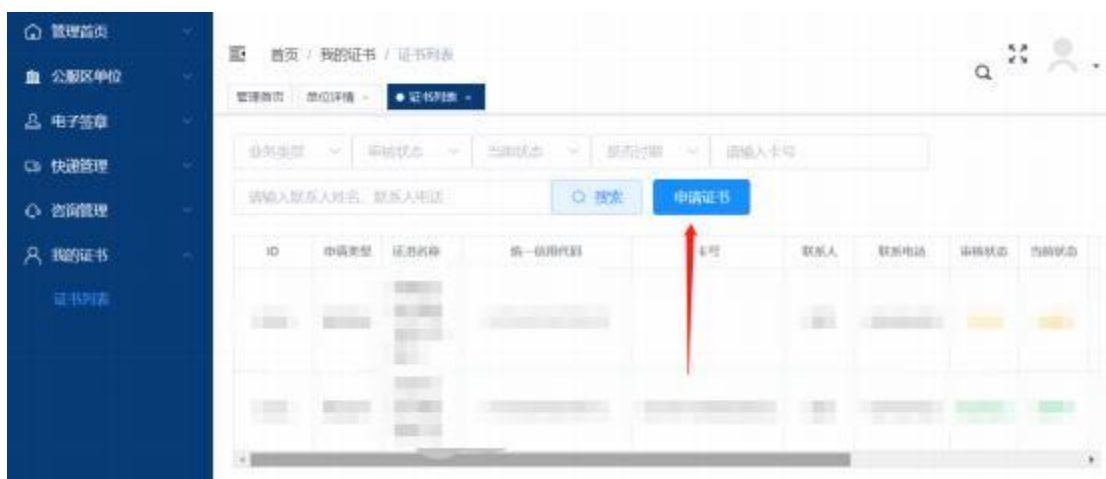 管理首页
公服区单位
电子签章
快递管理
咨询管理
我的证书
证书列表
首页 / 我的证书 / 证书列表
管理首页 单位详情 证书列表
业务类型 审核状态 当前状态 是否过期 请输入卡号
请输入联系人姓名、联系人电话 搜索 申请证书
ID 申请类型 证书名称 统一信用代码 卡号 联系人 联系电话 审核状态 当前状态